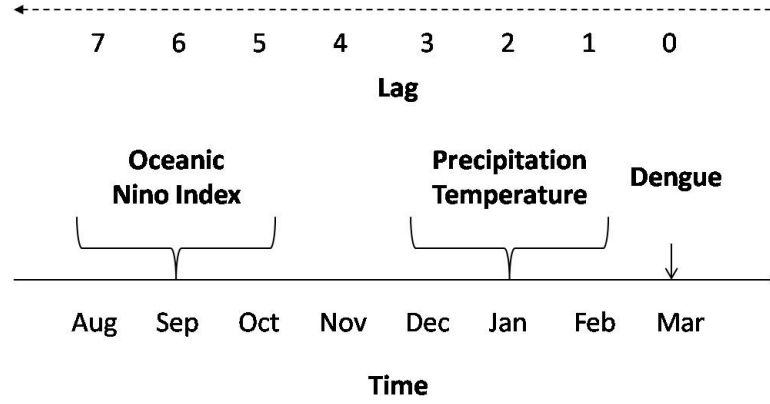 7 6 5 4 3 2 1 0
Lag
Oceanic
Nino Index
Precipitation
Temperature
Dengue
Aug Sep Oct Nov Dec Jan Feb Mar
Time